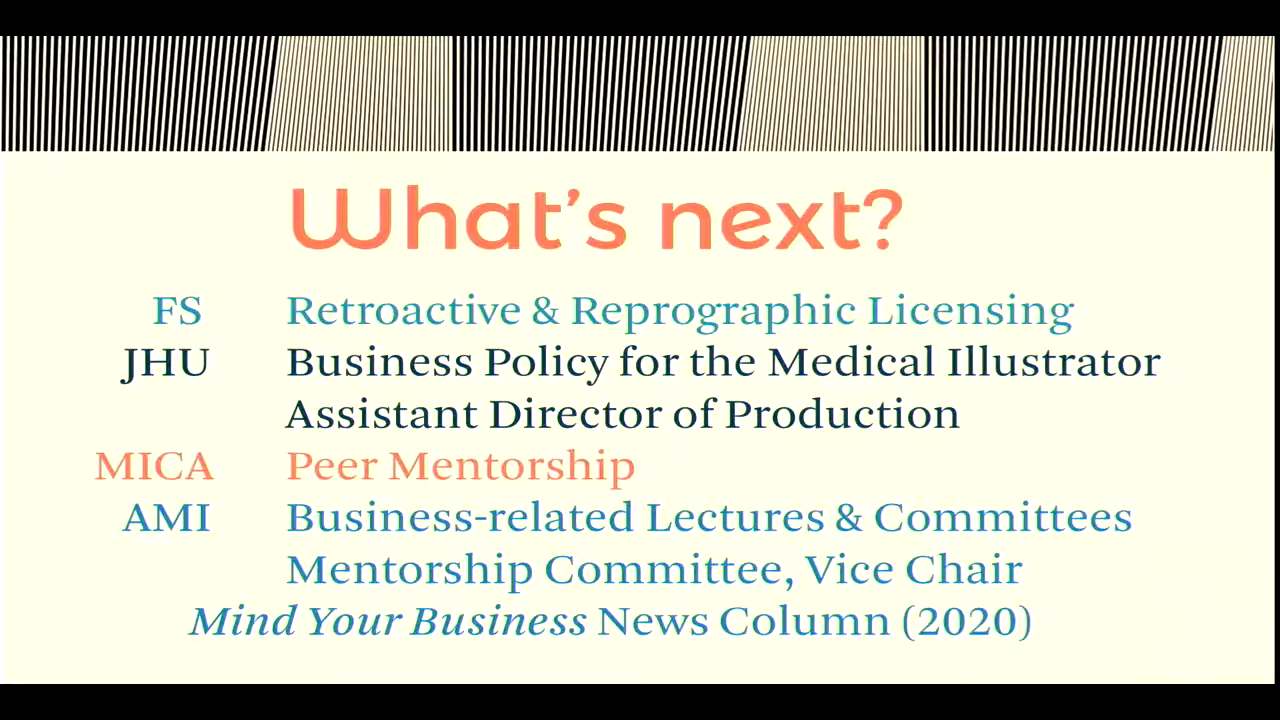 What's next?
FS Retroactive & Reprographic Licensing
JHU Business Policy for the Medical Illustrator
Assistant Director of Production
MICA Peer Mentorship
AMI Business-related Lectures & Committees
Mentorship Committee, Vice Chair
Mind Your Business News Column (2020)